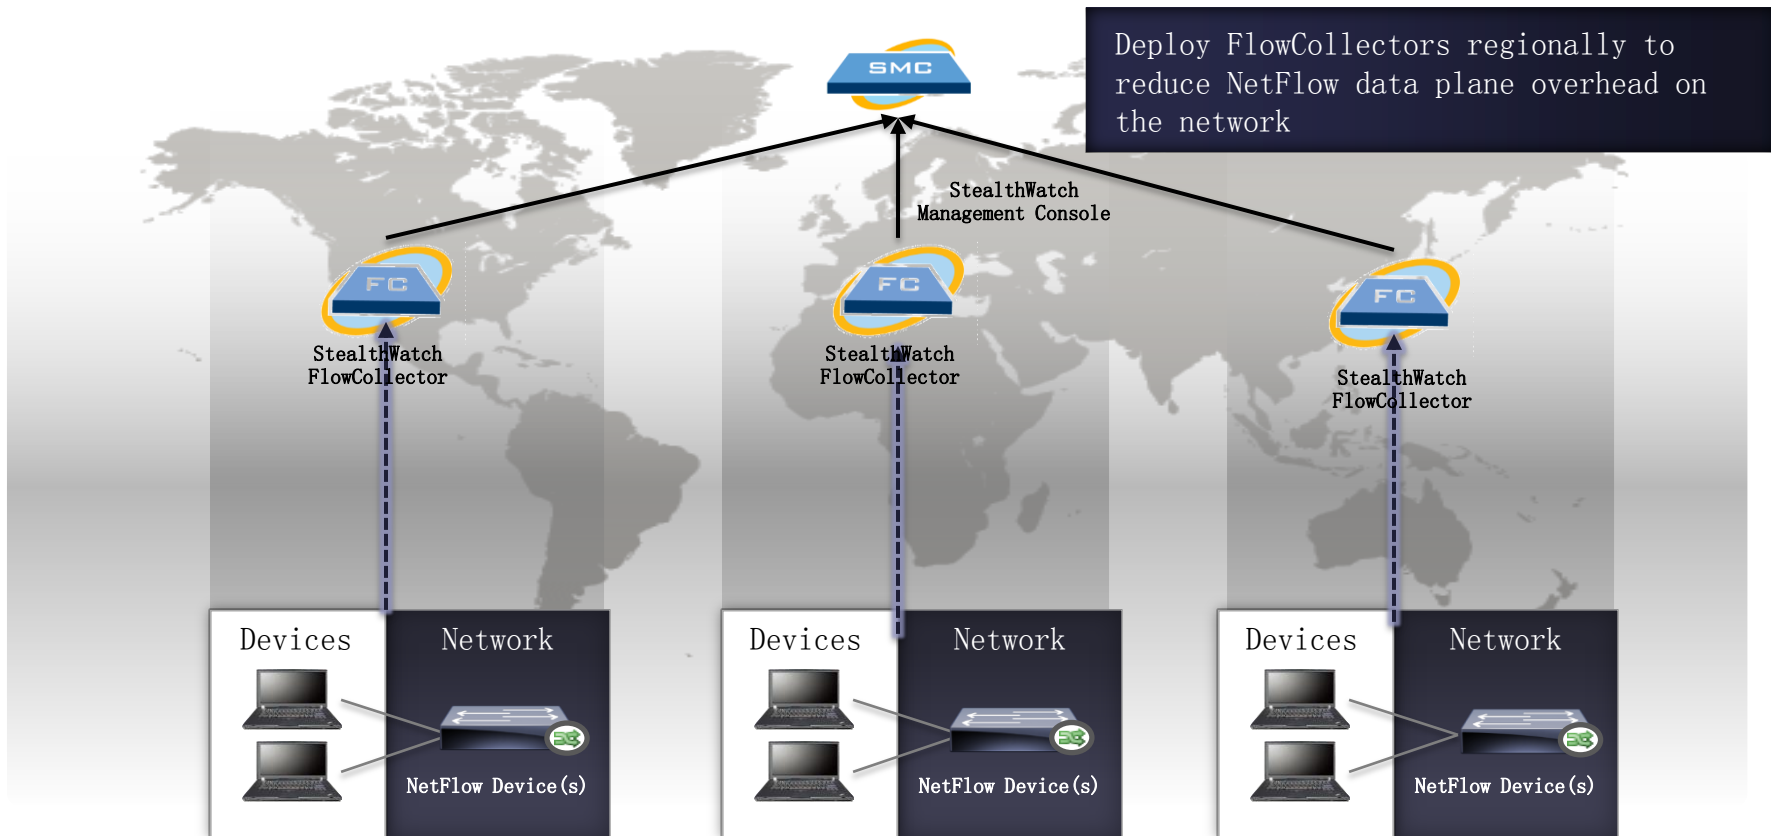 SMC
Deploy FlowCollectors regionally to
reduce NetFlow data plane overhead on
the network
StealthWatch
Management Console
FC
StealthWatch
FlowCollector
FC
StealthWatch
FlowCollector
FC
StealthWatch
FlowCollector
Devices
Network
NetFlow Device(s)
Devices
Network
NetFlow Device(s)
Devices
Network
NetFlow Device(s)